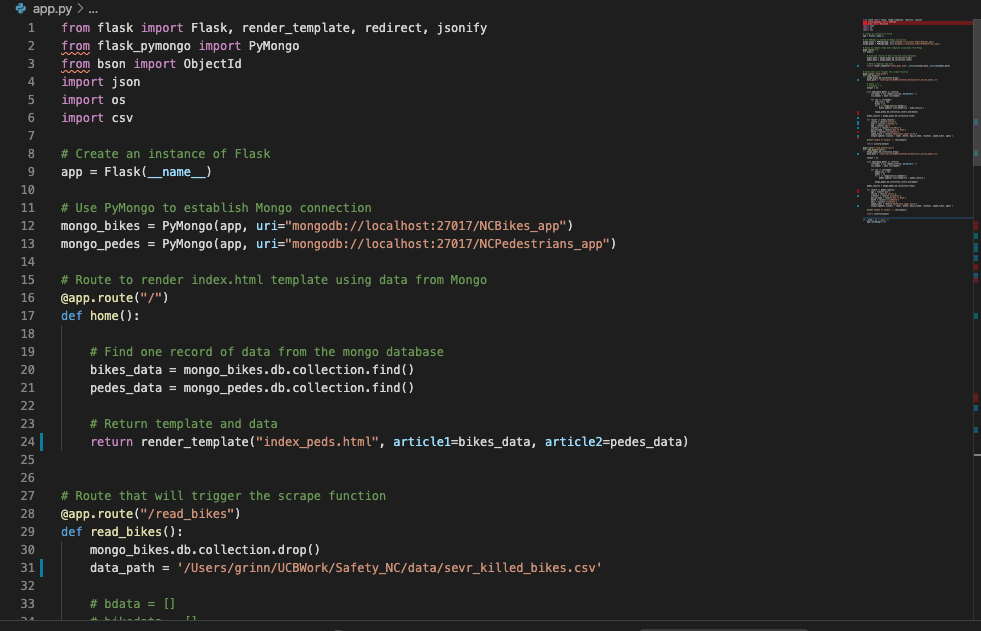 app.py > ...
1 from flask import Flask, render_template, redirect, jsonify
2 from flask_pymongo import PyMongo
3 from bson import ObjectId
4 import json
5 import os
6 import csv
7
8 # Create an instance of Flask
9 app = Flask(__name__)
10
11 # Use PyMongo to establish Mongo connection
12 mongo_bikes = PyMongo(app, uri="mongodb://localhost:27017/NCBikes_app")
13 mongo_pedes = PyMongo(app, uri="mongodb://localhost:27017/NCPedestrians_app")
14
15 # Route to render index.html template using data from Mongo
16 @app.route("/")
17 def home():
18
19     # Find one record of data from the mongo database
20     bikes_data = mongo_bikes.db.collection.find()
21     pedes_data = mongo_pedes.db.collection.find()
22
23     # Return template and data
24     return render_template("index_peds.html", article1=bikes_data, article2=pedes_data)
25
26
27 # Route that will trigger the scrape function
28 @app.route("/read_bikes")
29 def read_bikes():
30     mongo_bikes.db.collection.drop()
31     data_path = '/Users/grinn/UCBWork/Safety_NC/data/sevr_killed_bikes.csv'
32
33     # bdata = []